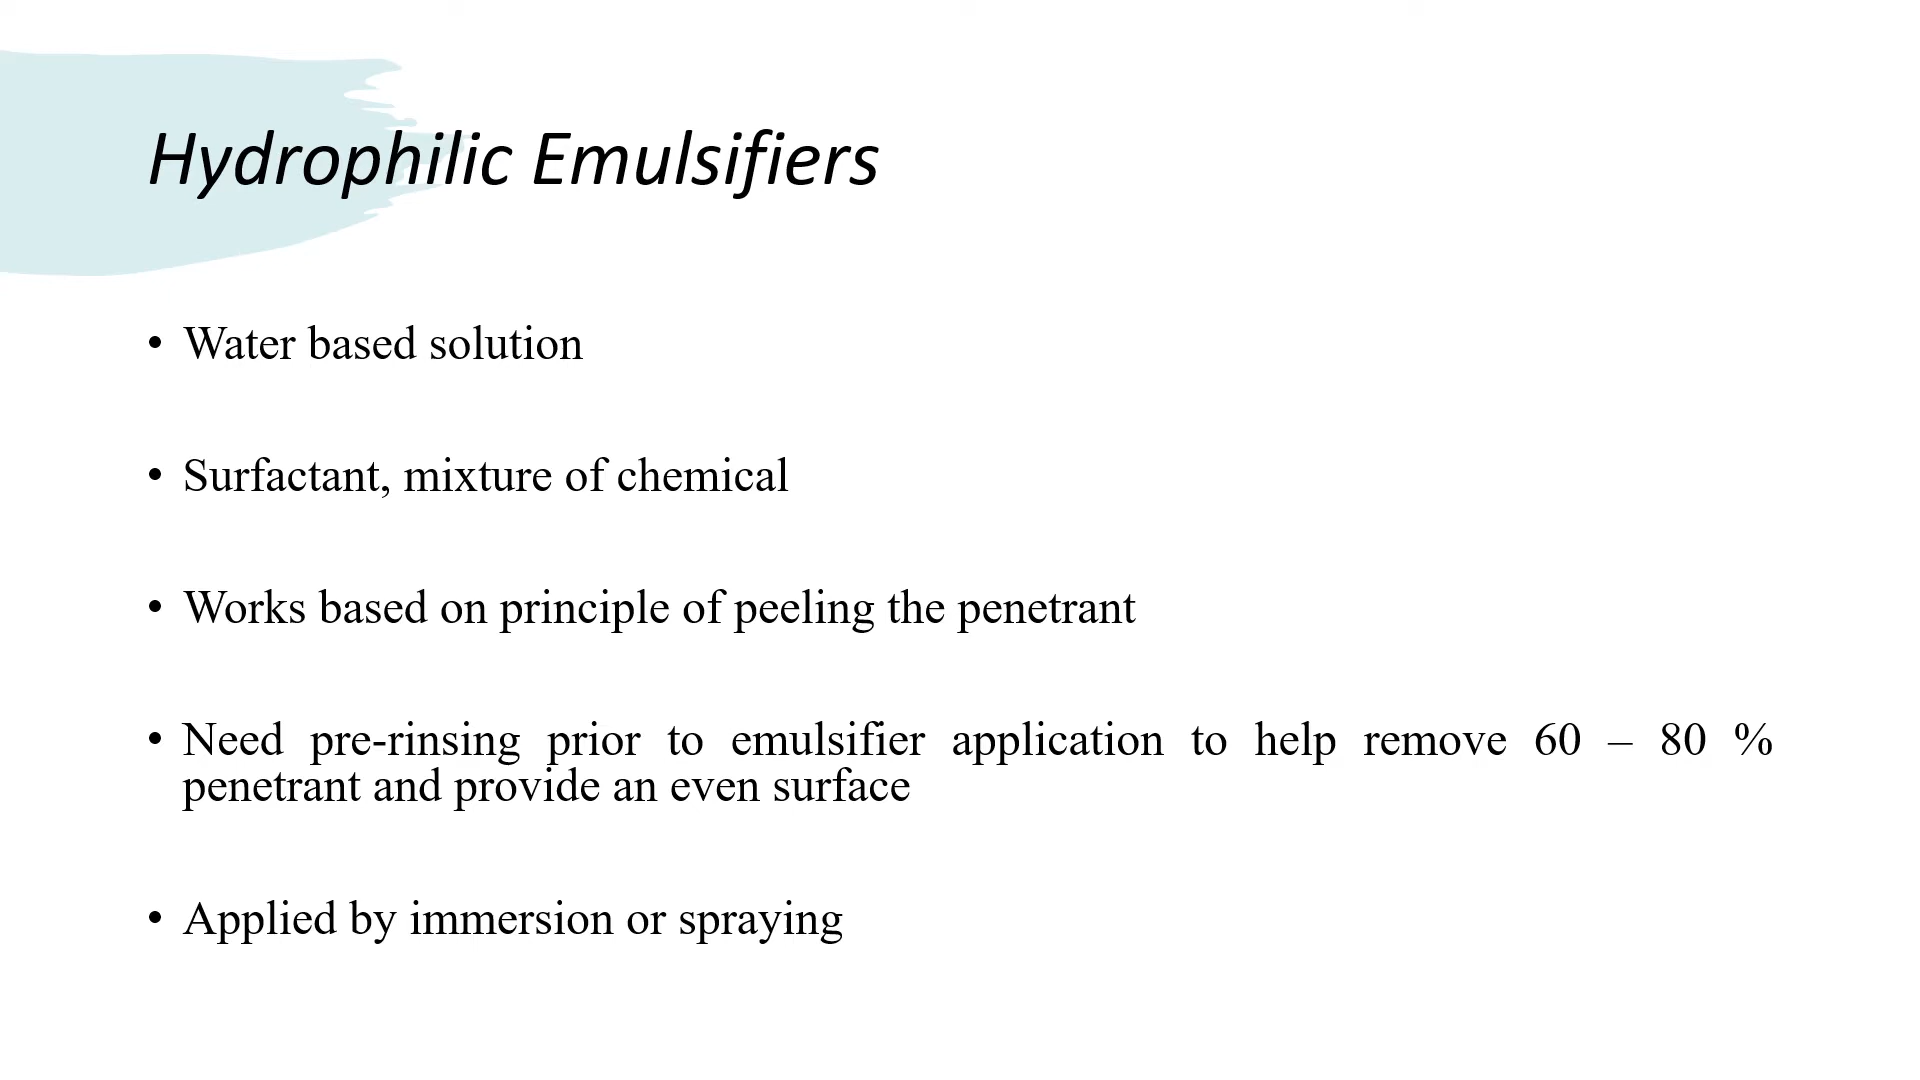 Hydrophilic Emulsifiers
• Water based solution
• Surfactant, mixture of chemical
• Works based on principle of peeling the penetrant
• Need pre-rinsing prior to emulsifier application to help remove 60 – 80 %
penetrant and provide an even surface
• Applied by immersion or spraying